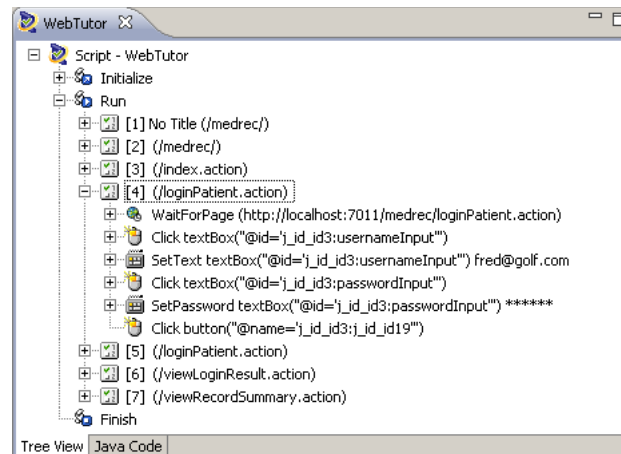 WebTutor
Script - WebTutor
Initialize
Run
[1] No Title (/medrec/)
[2] (/medrec/)
[3] (/index.action)
[4] (/loginPatient.action)
WaitForPage (http://localhost:7011/medrec/loginPatient.action)
Click textBox("@id='j_id_id3:usernameInput'")
SetText textBox("@id='j_id_id3:usernameInput'") fred@golf.com
Click textBox("@id='j_id_id3:passwordInput'")
SetPassword textBox("@id='j_id_id3:passwordInput'") ******
Click button("@name='j_id_id3:j_id_id19'")
[5] (/loginPatient.action)
[6] (/viewLoginResult.action)
[7] (/viewRecordSummary.action)
Finish
Tree View Java Code